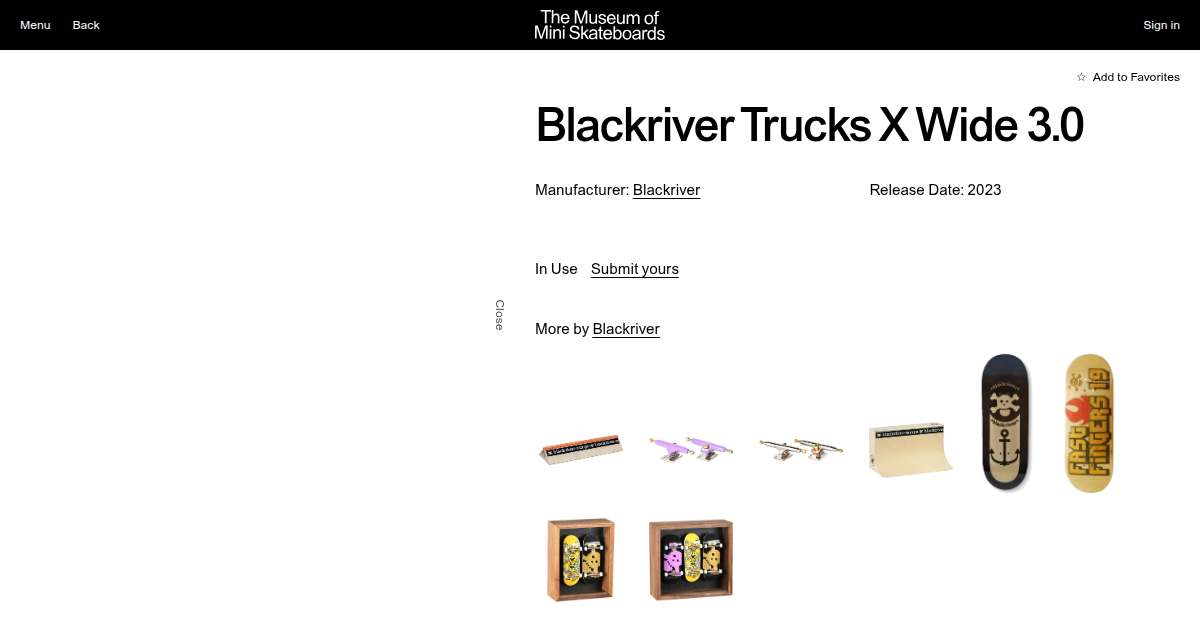 Menu
Back
The Museum of
Mini Skateboards
Sign in
☆ Add to Favorites
Blackriver Trucks X Wide 3.0
Manufacturer: Blackriver
Release Date: 2023
In Use
Submit yours
Close
More by Blackriver
FAST
FINGERS 19